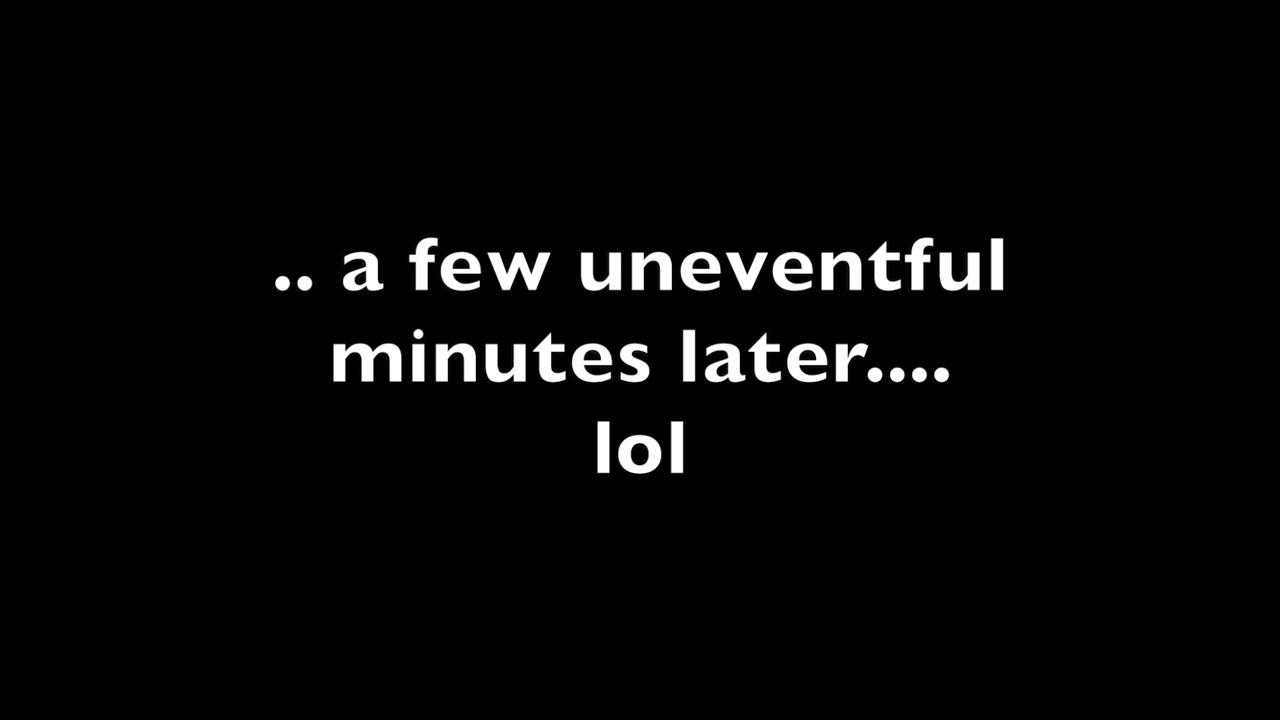 .. a few uneventful
minutes later....
lol